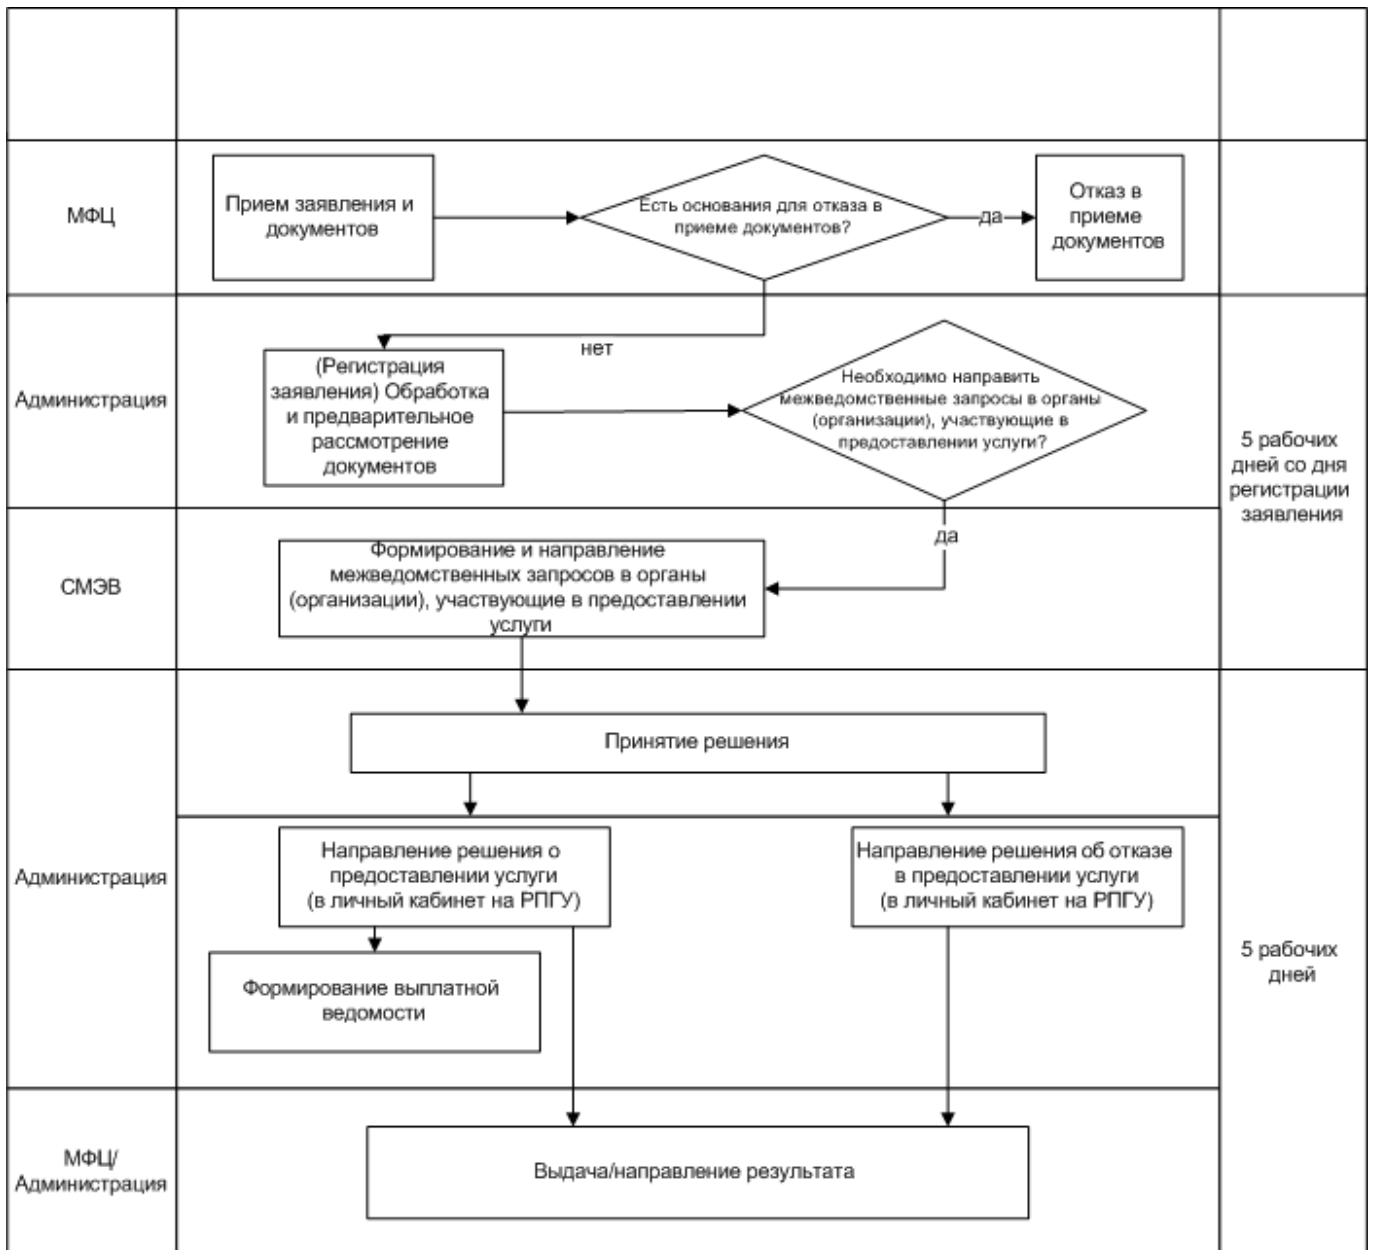 МФЦ
Прием заявления и
документов
Есть основания для отказа в
приеме документов?
да
Отказ в
приеме
документов
нет
Администрация
(Регистрация
заявления) Обработка
и предварительное
рассмотрение
документов
Необходимо направить
межведомственные запросы в органы
(организации), участвующие в
предоставлении услуги?
5 рабочих
дней со дня
регистрации
заявления
да
СМЭВ
Формирование и направление
межведомственных запросов в органы
(организации), участвующие в предоставлении
услуги
Принятие решения
Администрация
Направление решения о
предоставлении услуги
(в личный кабинет на РПГУ)
Направление решения об отказе
в предоставлении услуги
(в личный кабинет на РПГУ)
5 рабочих
дней
Формирование выплатной
ведомости
МФЦ/
Администрация
Выдача/направление результата